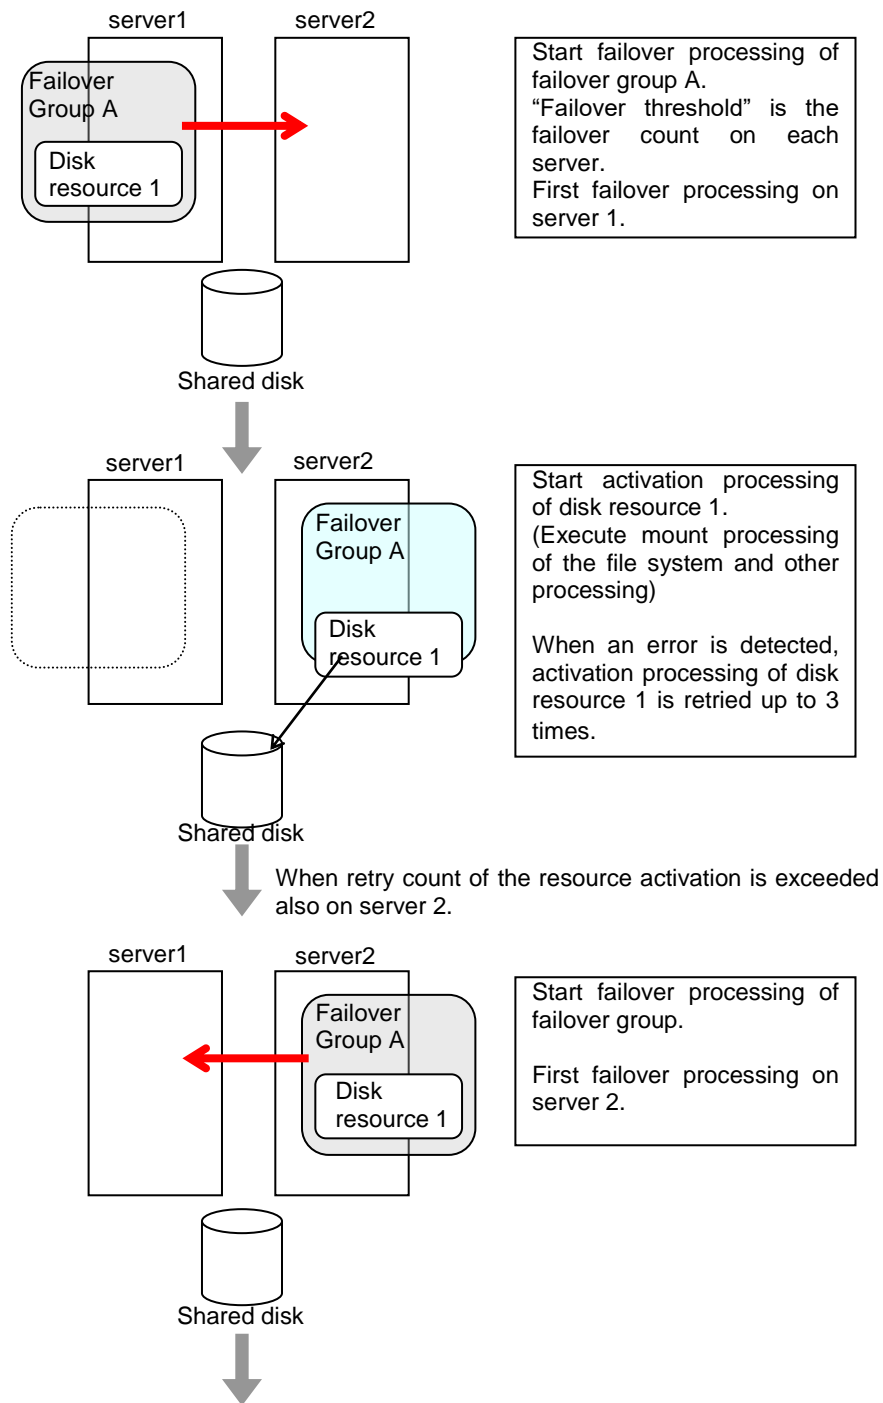 server1
server2
Failover
Group A
Disk
resource 1
Start failover processing of
failover group A.
“Failover threshold” is the
failover count on each
server.
First failover processing on
server 1.
Shared disk
server1
server2
Failover
Group A
Disk
resource 1
Start activation processing
of disk resource 1.
(Execute mount processing
of the file system and other
processing)
When an error is detected,
activation processing of disk
resource 1 is retried up to 3
times.
Shared disk
When retry count of the resource activation is exceeded
also on server 2.
server1
server2
Failover
Group A
Disk
resource 1
Start failover processing of
failover group.
First failover processing on
server 2.
Shared disk